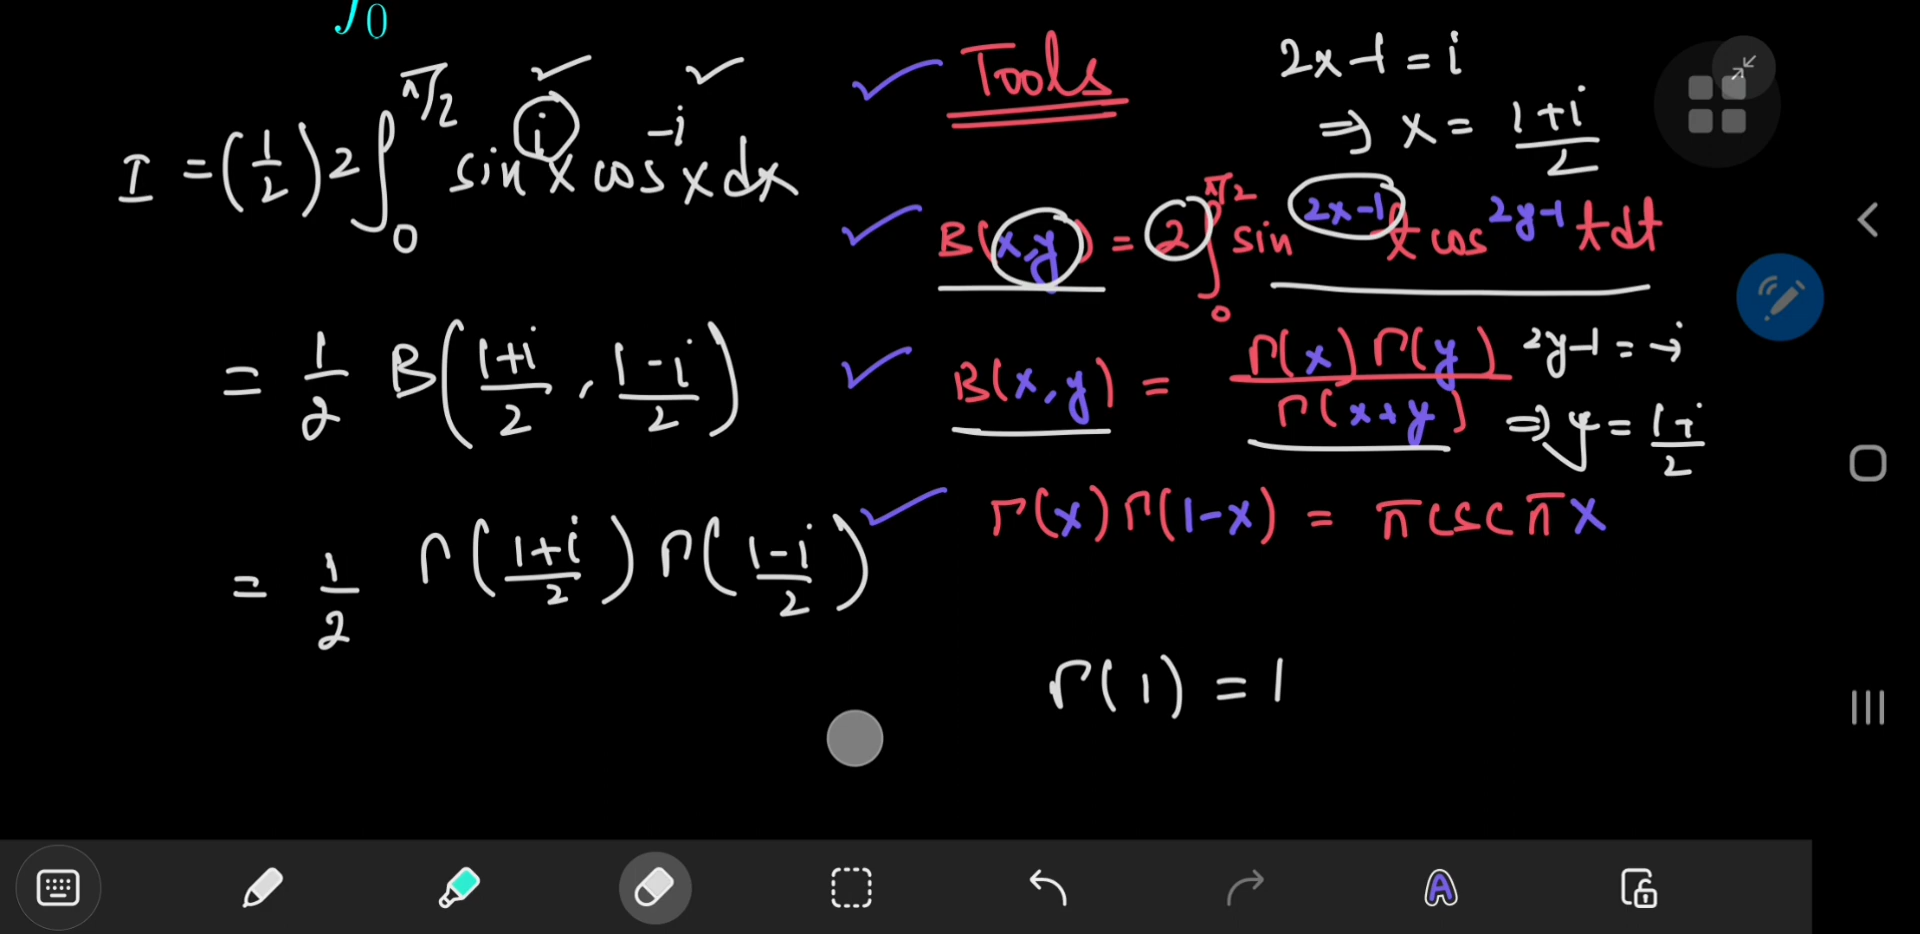 ∫₀
I = (1/2) 2 ∫₀^{π/2} sin^i x cos^{-i} x dx
= 1/2 B((1+i)/2, (1-i)/2)
= 1/2 Γ((1+i)/2) Γ((1-i)/2)
Tools
2x-1 = i
⇒ x = (1+i)/2
B(x,y) = 2 ∫₀^{π/2} sin^{2x-1} t cos^{2y-1} t dt
B(x,y) = Γ(x) Γ(y) / Γ(x+y)
2y-1 = -i
⇒ y = (1-i)/2
Γ(x) Γ(1-x) = π csc π x
Γ(1) = 1
A